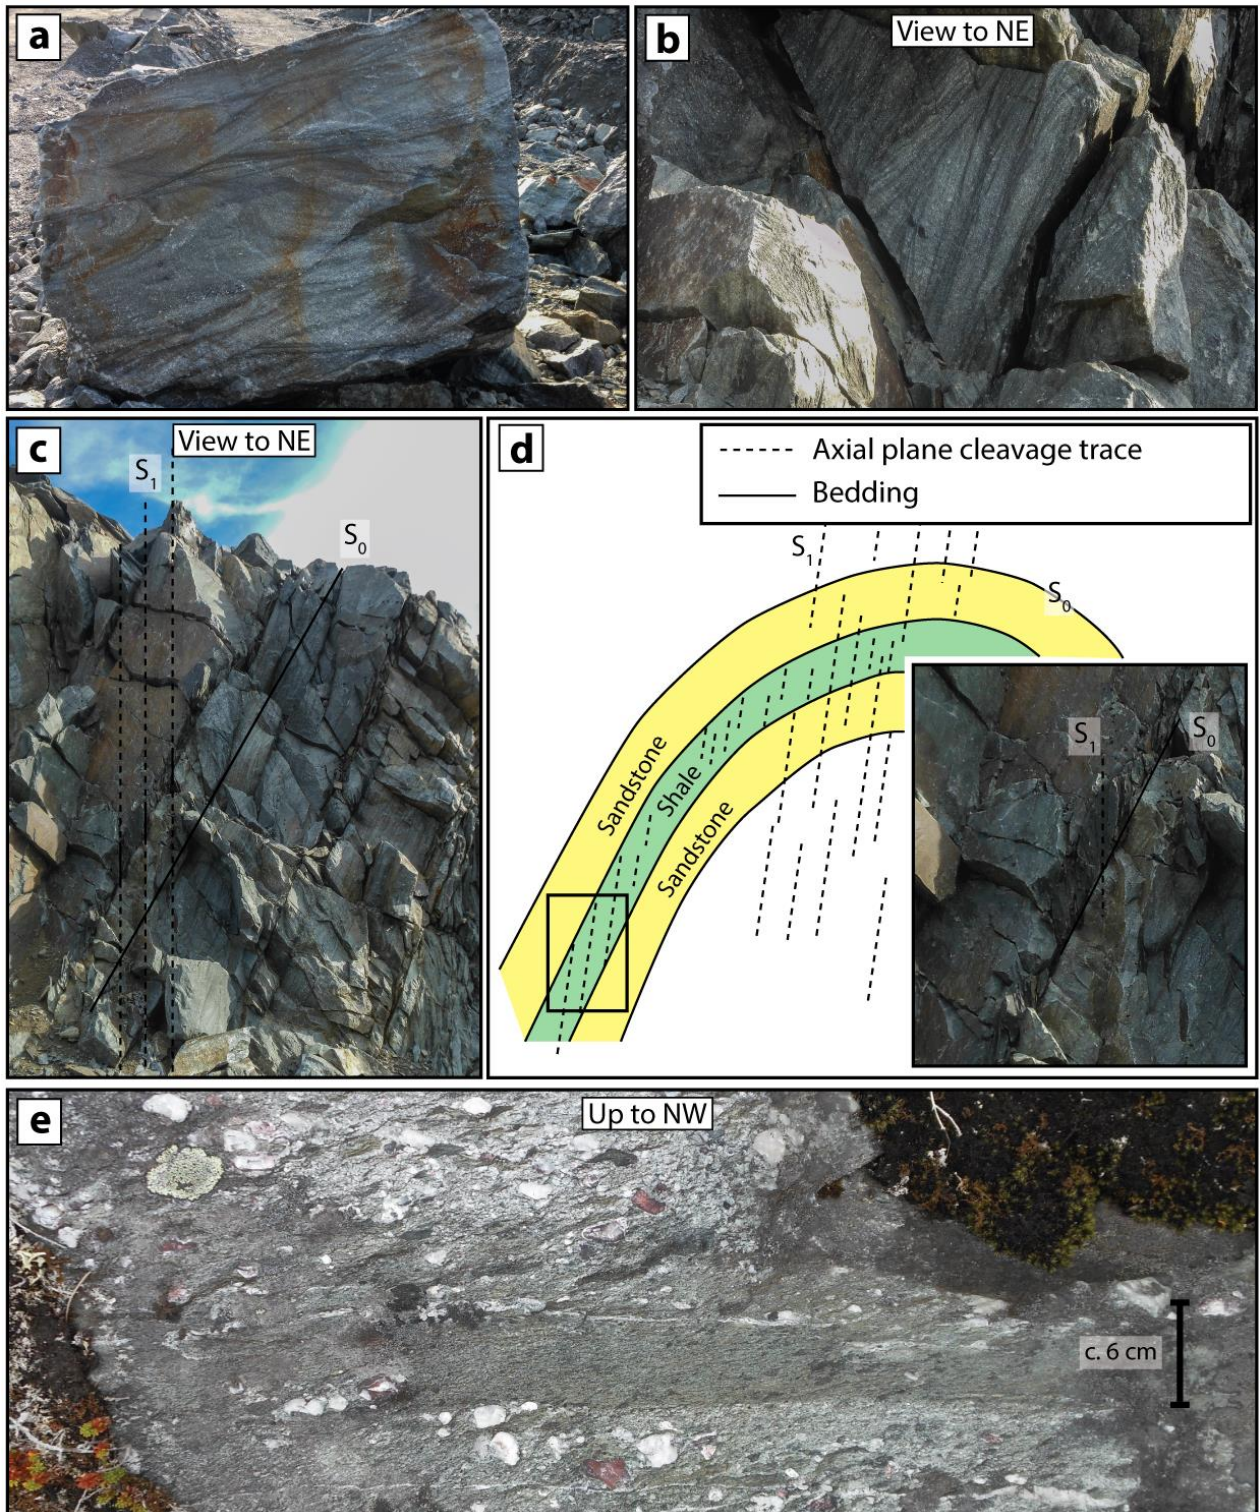 a
b
View to NE
c
View to NE
S₁
S₀
d
Axial plane cleavage trace
Bedding
S₁
S₀
Sandstone
Shale
Sandstone
S₁
S₀
e
Up to NW
c. 6 cm